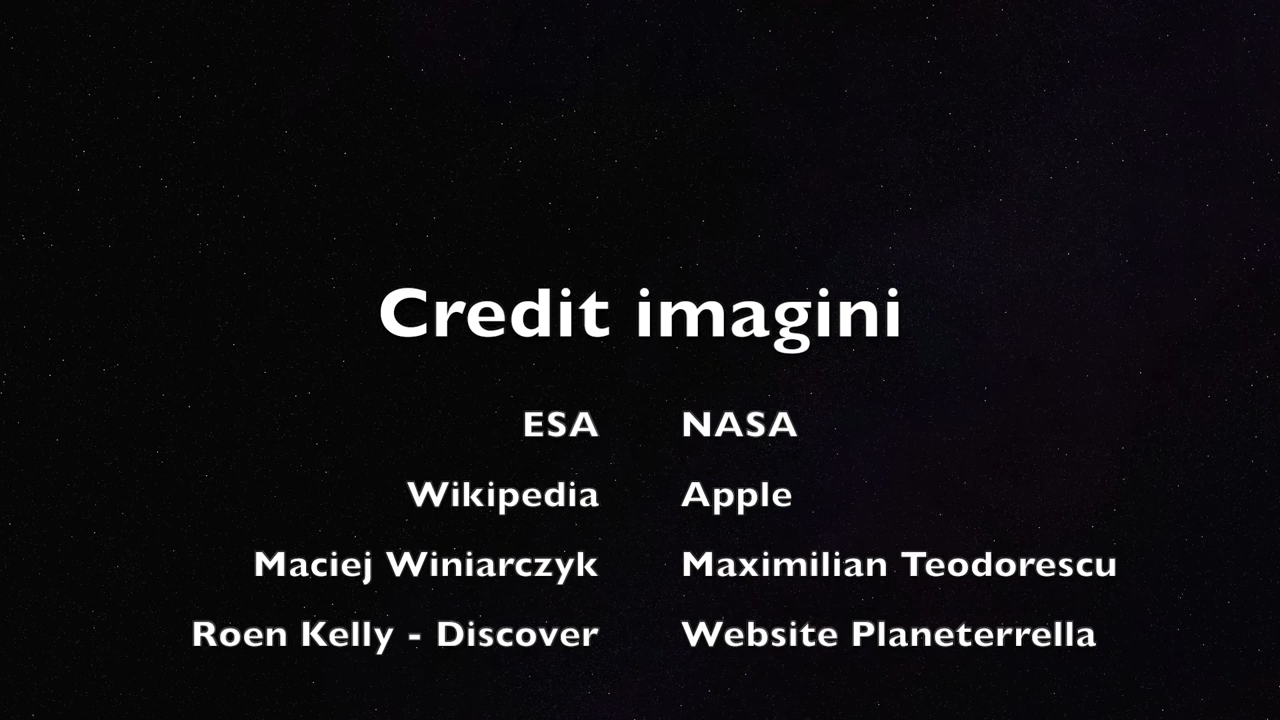 Credit imagini
ESA NASA
Wikipedia Apple
Maciej Winiarczyk Maximilian Teodorescu
Roen Kelly - Discover Website Planeterrella